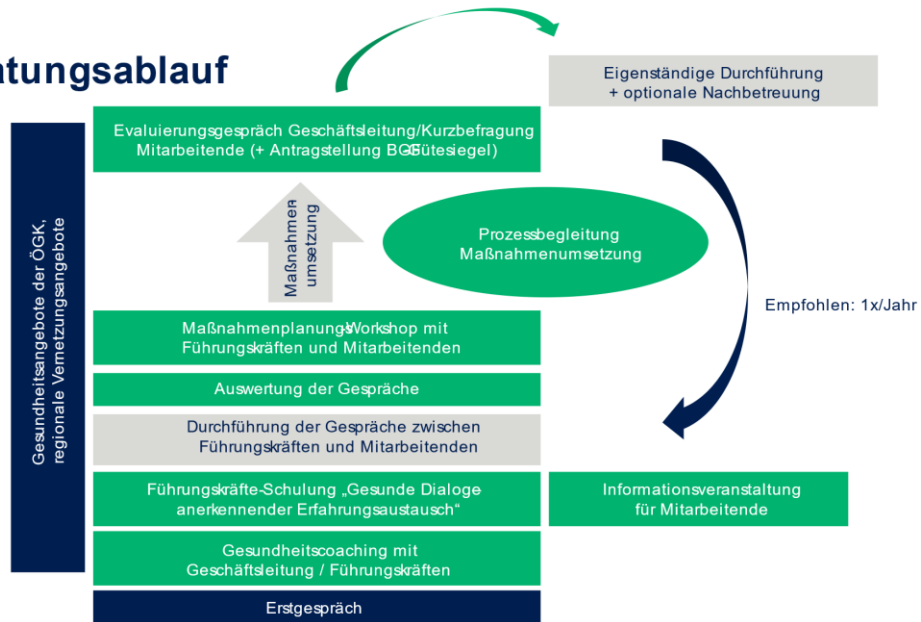 atungsablauf
Eigenständige Durchführung
+ optionale Nachbetreuung
Evaluierungsgespräch Geschäftsleitung/Kurzbefragung
Mitarbeitende (+ Antragstellung BGF-Gütesiegel)
Gesundheitsangebote der ÖGK,
regionale Vernetzungsangebote
Maßnahmen-
umsetzung
Prozessbegleitung
Maßnahmenumsetzung
Empfohlen: 1x/Jahr
Maßnahmenplanungs-Workshop mit
Führungskräften und Mitarbeitenden
Auswertung der Gespräche
Durchführung der Gespräche zwischen
Führungskräften und Mitarbeitenden
Führungskräfte-Schulung „Gesunde Dialoge-
anerkennender Erfahrungsaustausch“
Informationsveranstaltung
für Mitarbeitende
Gesundheitscoaching mit
Geschäftsleitung / Führungskräften
Erstgespräch